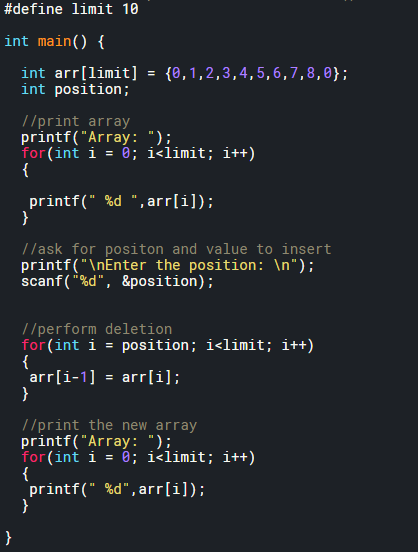 #define limit 10
int main() {
int arr[limit] = {0,1,2,3,4,5,6,7,8,0};
int position;
//print array
printf("Array: ");
for(int i = 0; i<limit; i++)
{
printf(" %d ",arr[i]);
}
//ask for positon and value to insert
printf("\nEnter the position: \n");
scanf("%d", &position);
//perform deletion
for(int i = position; i<limit; i++)
{
arr[i-1] = arr[i];
}
//print the new array
printf("Array: ");
for(int i = 0; i<limit; i++)
{
printf(" %d",arr[i]);
}
}